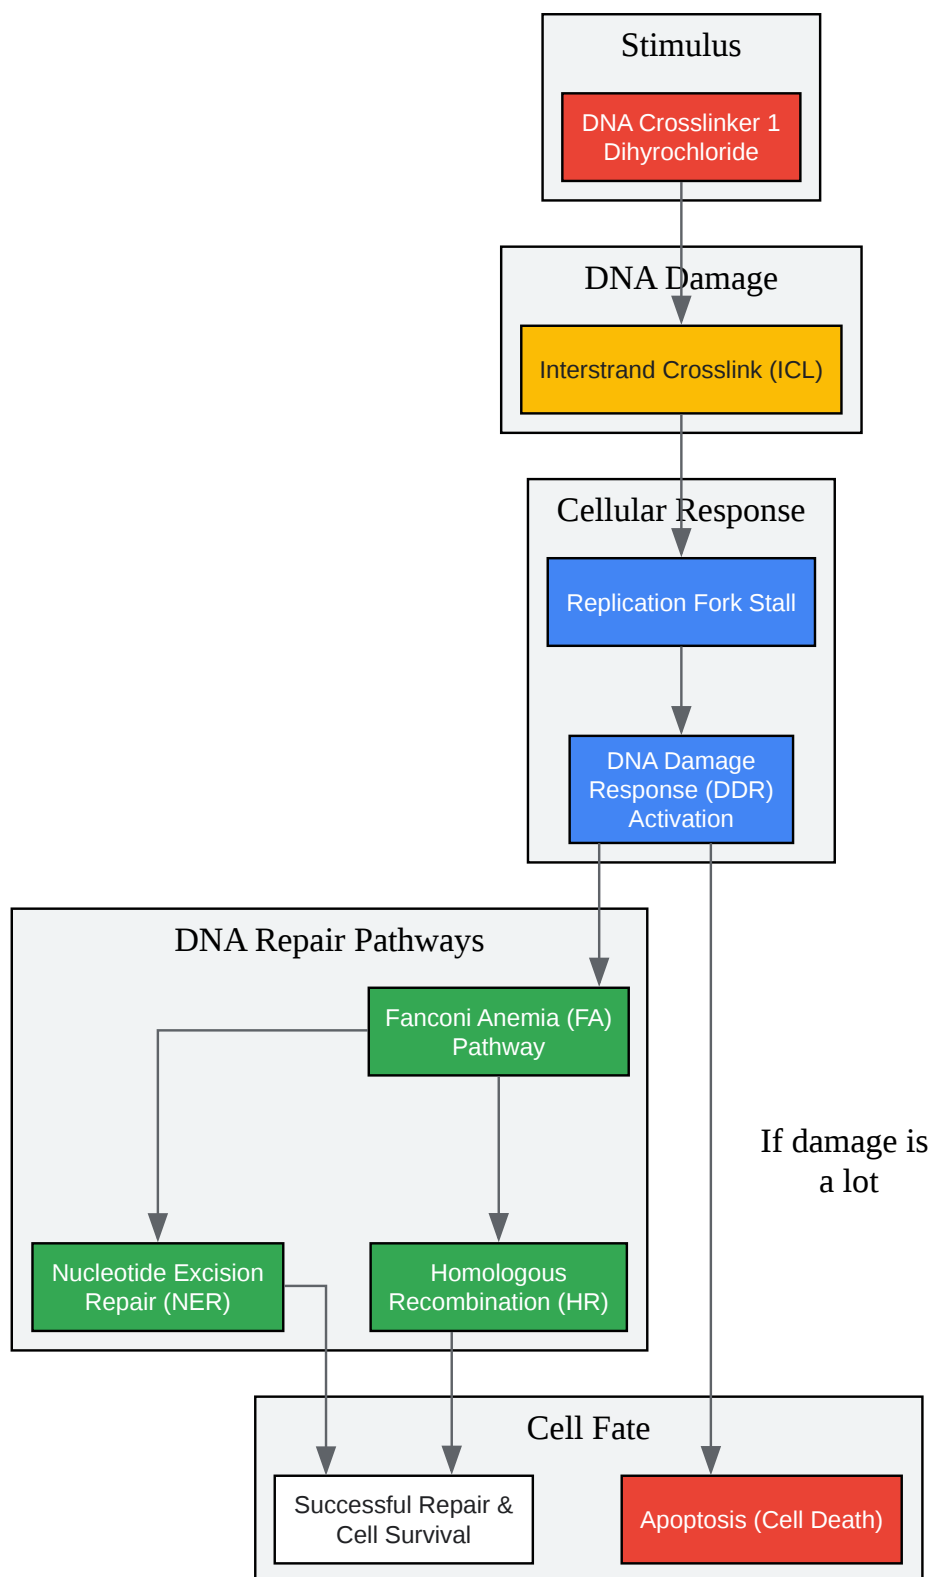 Stimulus
DNA Crosslinker 1
Dihyrochloride
DNA Damage
Interstrand Crosslink (ICL)
Cellular Response
Replication Fork Stall
DNA Damage
Response (DDR)
Activation
DNA Repair Pathways
Fanconi Anemia (FA)
Pathway
If damage is
a lot
Nucleotide Excision
Repair (NER)
Homologous
Recombination (HR)
Cell Fate
Successful Repair &
Cell Survival
Apoptosis (Cell Death)